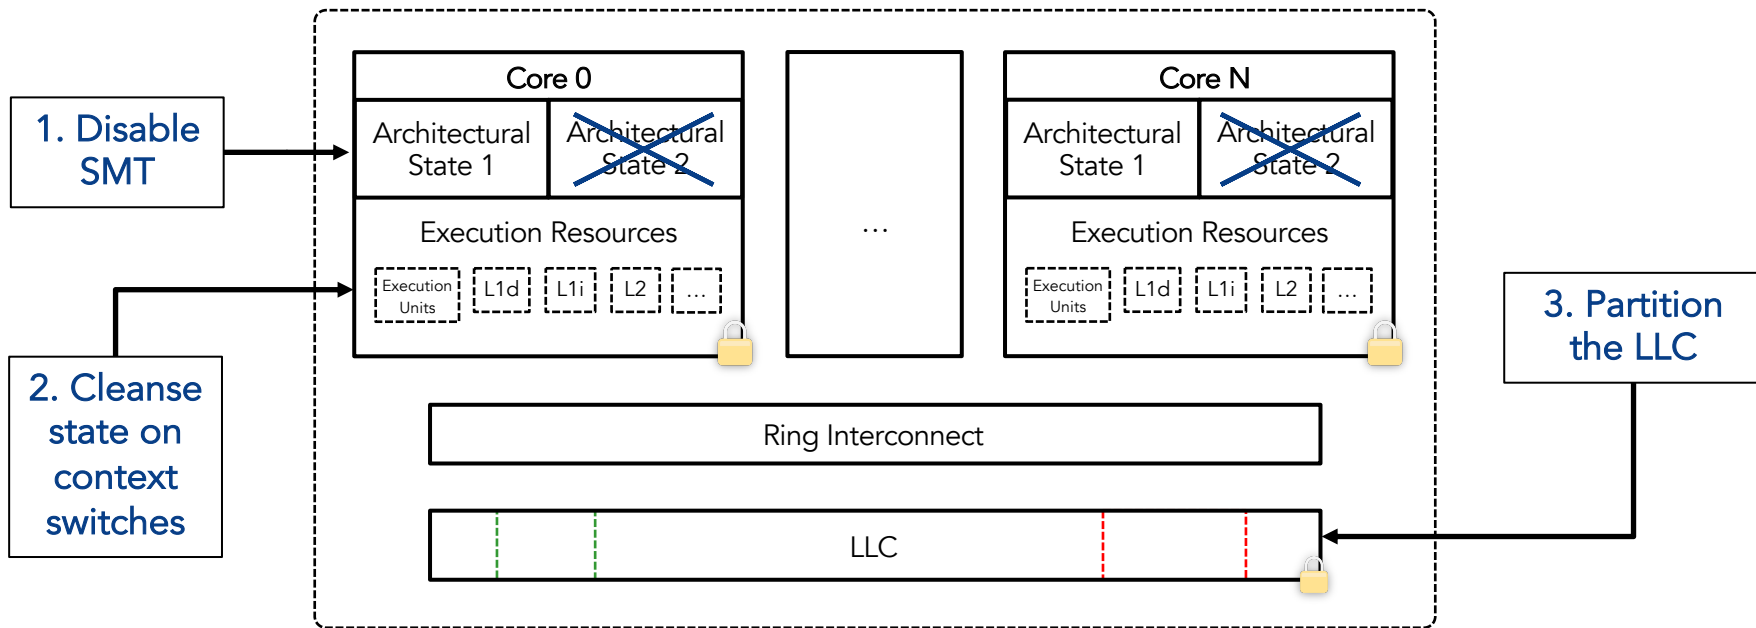 1. Disable
SMT
2. Cleanse
state on
context
switches
Core 0
Architectural
State 1
Architectural
State 2
Execution Resources
Execution
Units
L1d
L1i
L2
...
...
Core N
Architectural
State 1
Architectural
State 2
Execution Resources
Execution
Units
L1d
L1i
L2
...
3. Partition
the LLC
Ring Interconnect
LLC